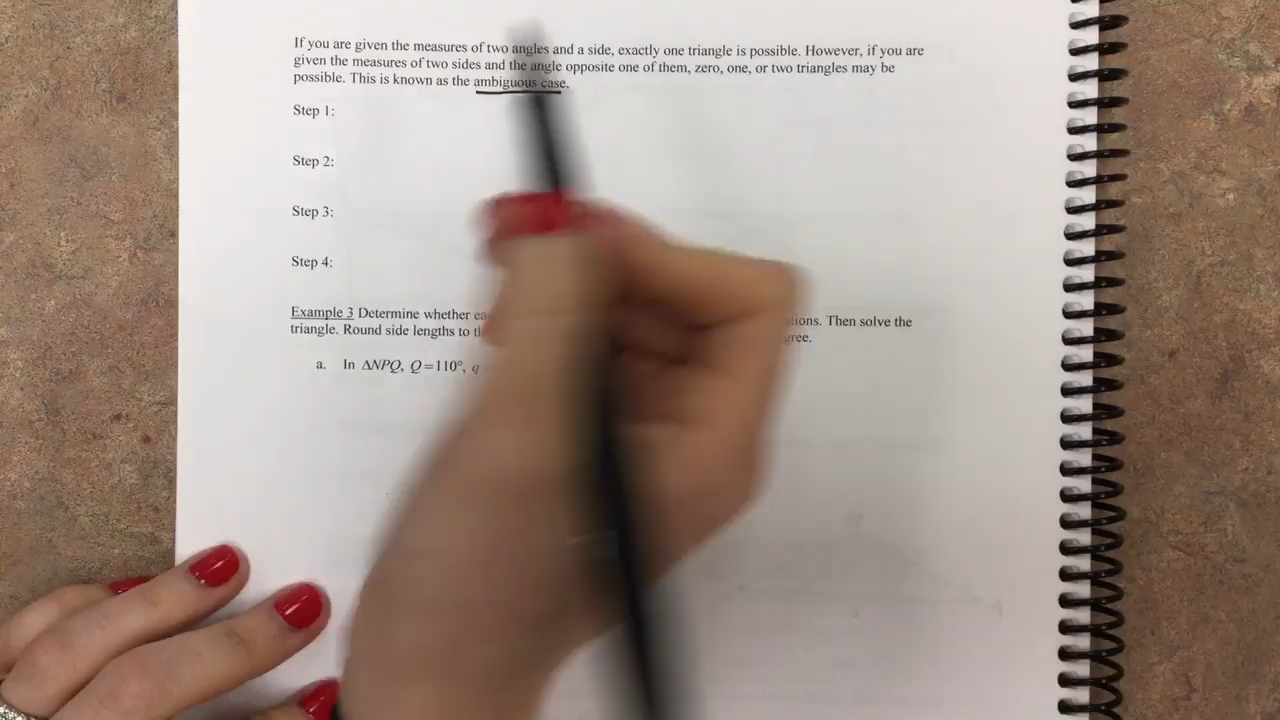 If you are given the measures of two angles and a side, exactly one triangle is possible. However, if you are
given the measures of two sides and the angle opposite one of them, zero, one, or two triangles may be
possible. This is known as the ambiguous case.
Step 1:
Step 2:
Step 3:
Step 4:
Example 3 Determine whether tions. Then solve the
triangle. Round side lengths to gree.
a. In ΔNPQ, Q=110°, q